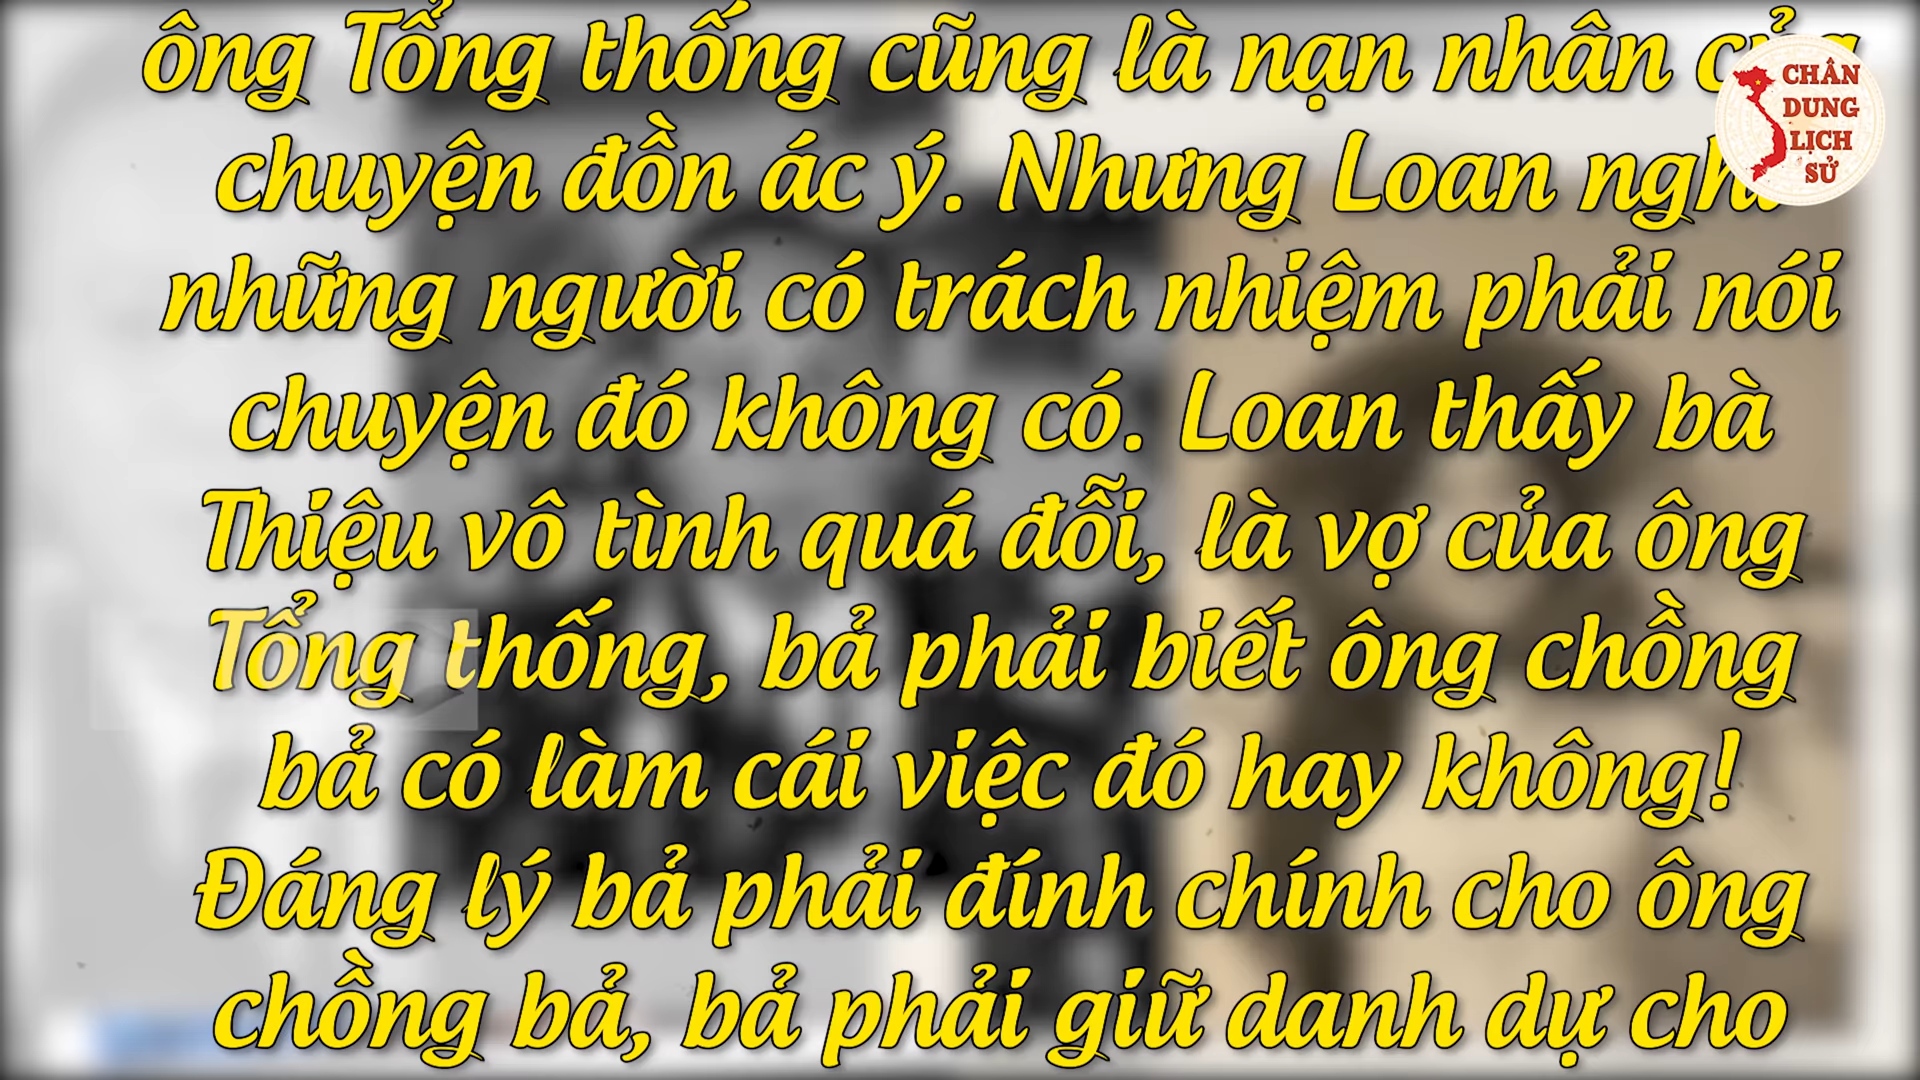 ông Tổng thống cũng là nạn nhân của
chuyện đồn ác ý. Nhưng Loan nghĩ
những người có trách nhiệm phải nói
chuyện đó không có. Loan thấy bà
Thiệu vô tình quá đỗi, là vợ của ông
Tổng thống, bả phải biết ông chồng
bả có làm cái việc đó hay không!
Đáng lý bả phải đính chính cho ông
chồng bả, bả phải giữ danh dự cho
CHÂN
DUNG
LỊCH
SỬ